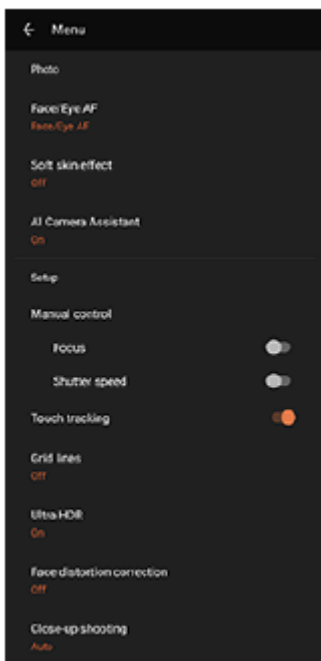 Menu
Photo
Face/Eye AF
Face/Eye AF
Soft skin effect
Off
AI Camera Assistant
On
Setup
Manual control
Focus
Shutter speed
Touch tracking
Grid lines
Off
Ultra HDR
On
Face distortion correction
Off
Close-up shooting
Auto